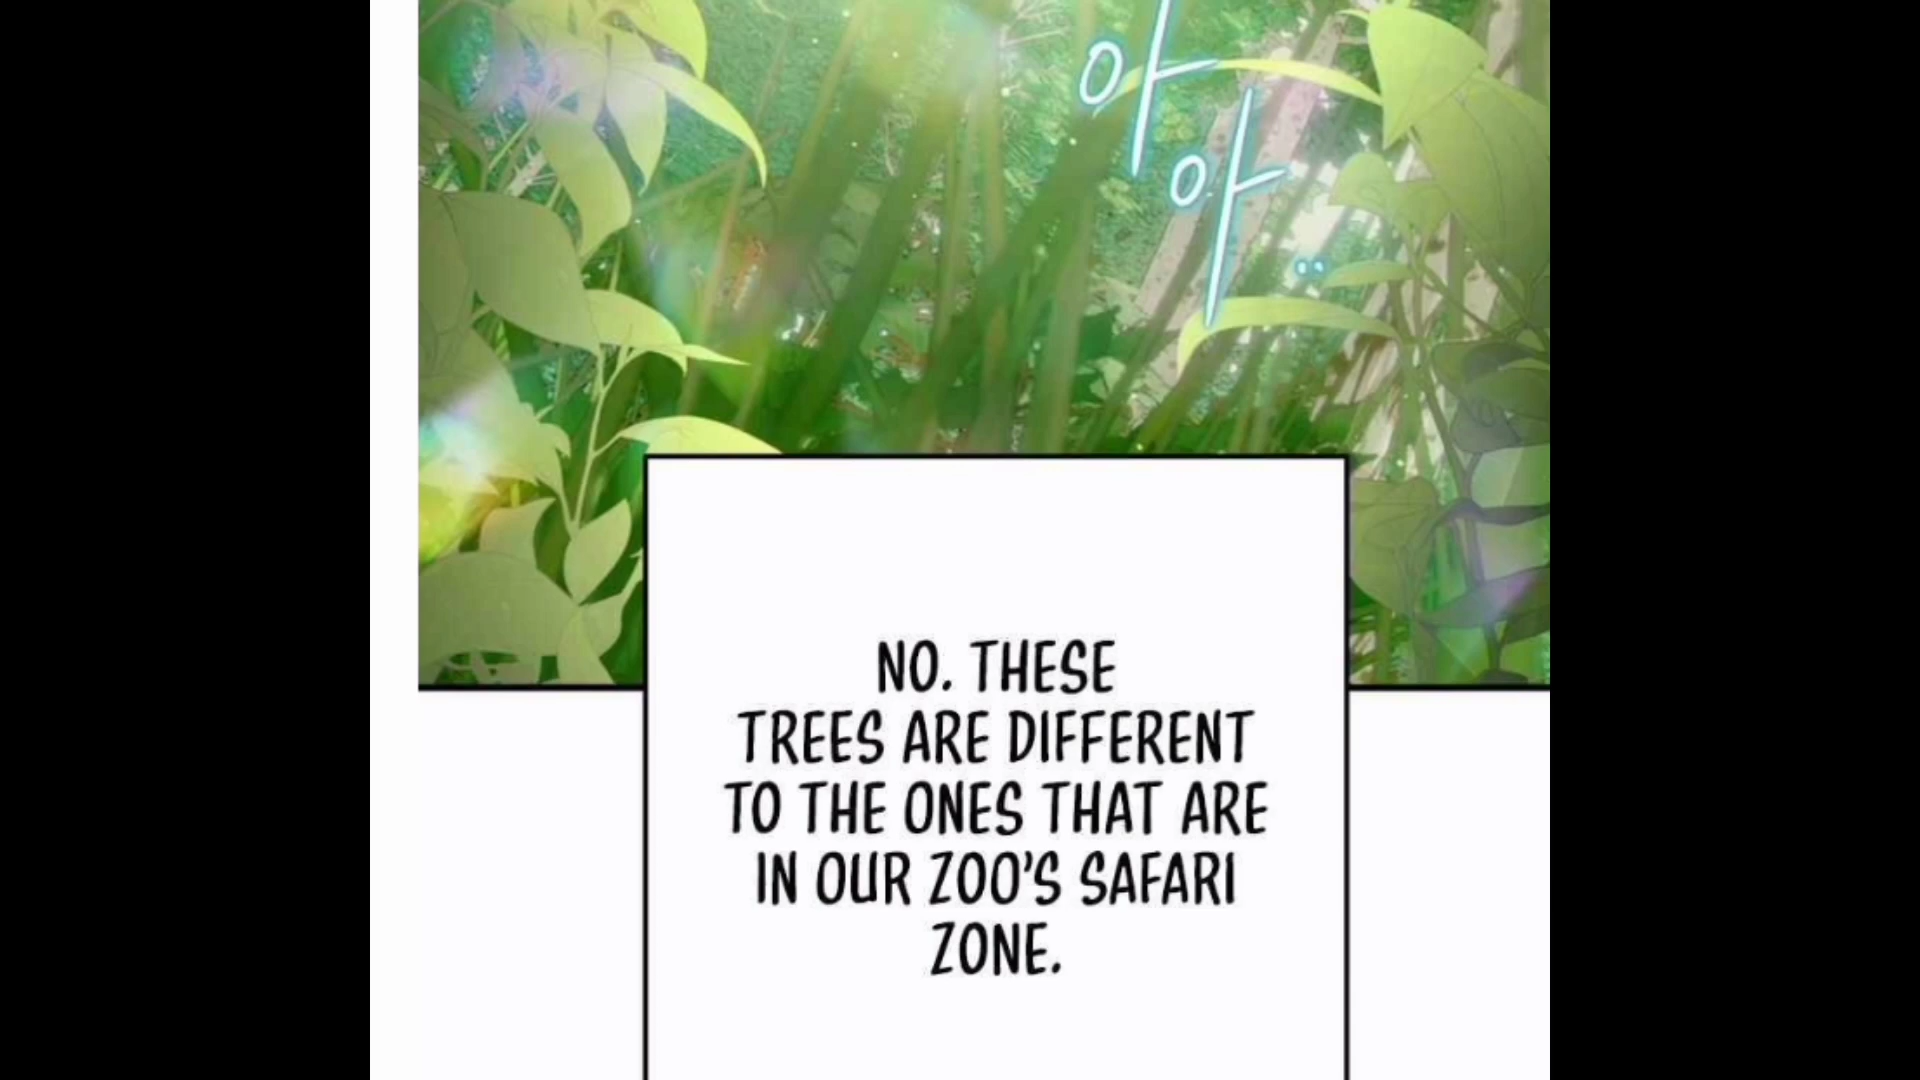 아
아..
NO. THESE
TREES ARE DIFFERENT
TO THE ONES THAT ARE
IN OUR ZOO'S SAFARI
ZONE.